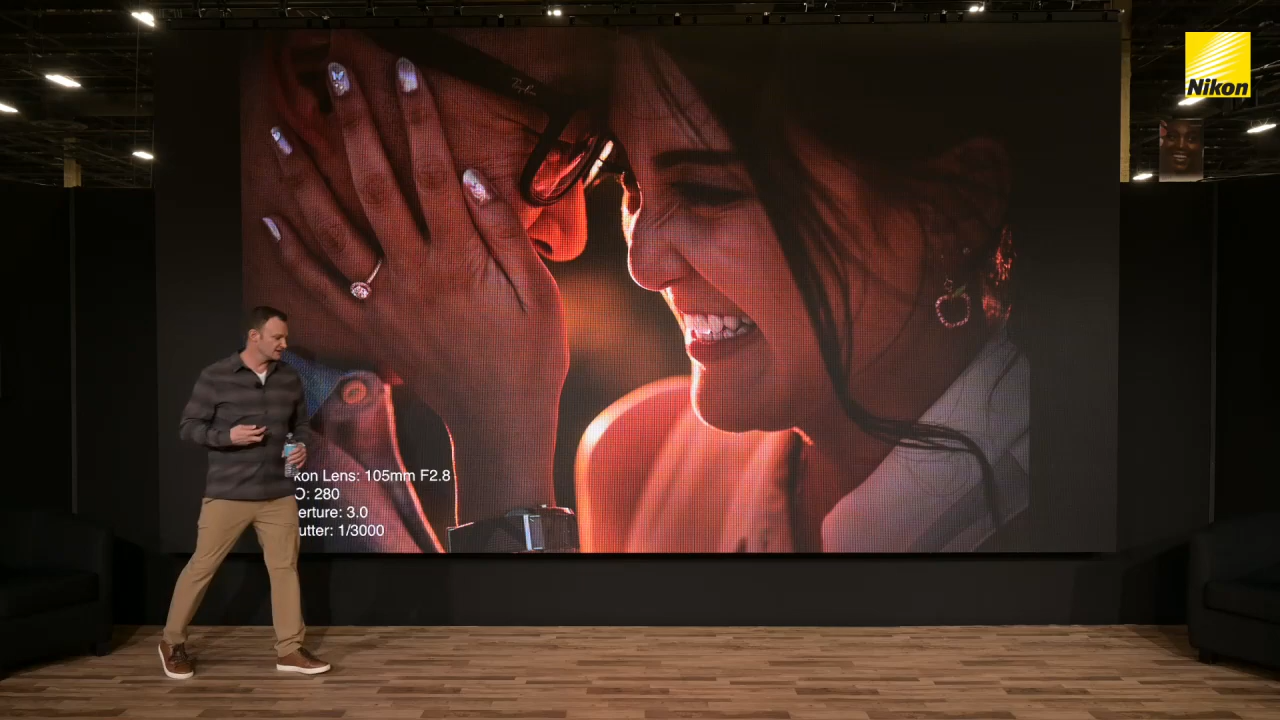 Nikon
kon Lens: 105mm F2.8
O: 280
erture: 3.0
utter: 1/3000